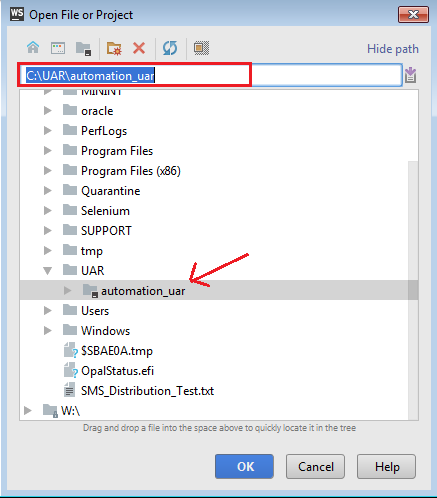 WS Open File or Project
Hide path
C:\UAR\automation_uar
MININT
oracle
PerfLogs
Program Files
Program Files (x86)
Quarantine
Selenium
SUPPORT
tmp
UAR
automation_uar
Users
Windows
$SBAE0A.tmp
OpalStatus.efi
SMS_Distribution_Test.txt
W:\
Drag and drop a file into the space above to quickly locate it in the tree
OK
Cancel
Help